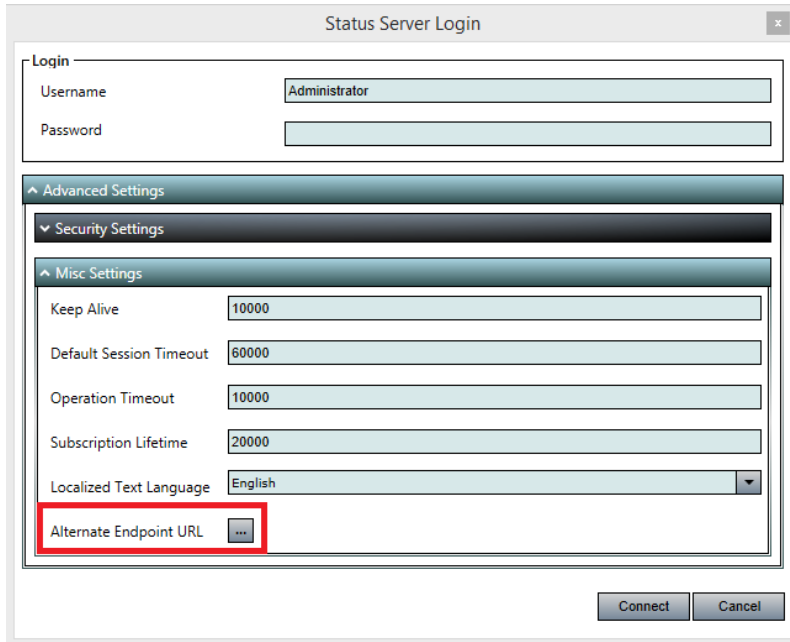 Status Server Login
x
Login
Username Administrator
Password
Advanced Settings
Security Settings
Misc Settings
Keep Alive 10000
Default Session Timeout 60000
Operation Timeout 10000
Subscription Lifetime 20000
Localized Text Language English
Alternate Endpoint URL ...
Connect Cancel